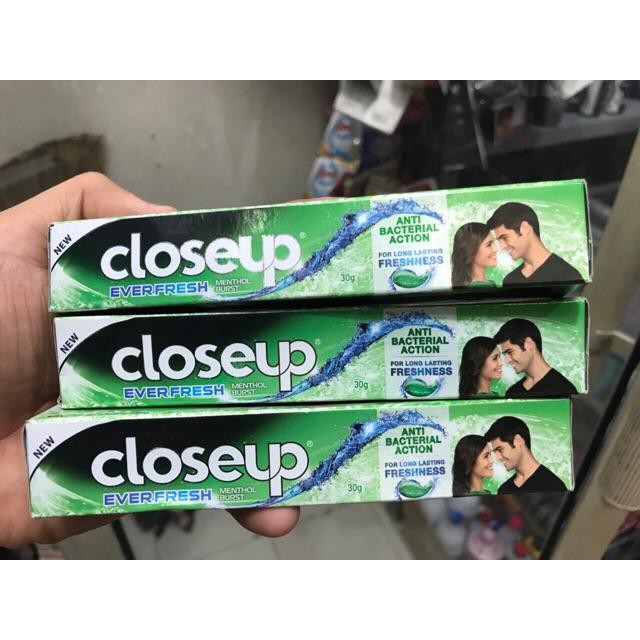 NEW
closeup®
EVERFRESH MENTHOL BURST
30g
ANTI
BACTERIAL
ACTION
FOR LONG LASTING
FRESHNESS
NEW
closeup®
EVERFRESH MENTHOL BURST
30g
ANTI
BACTERIAL
ACTION
FOR LONG LASTING
FRESHNESS
NEW
closeup®
EVERFRESH MENTHOL BURST
30g
ANTI
BACTERIAL
ACTION
FOR LONG LASTING
FRESHNESS